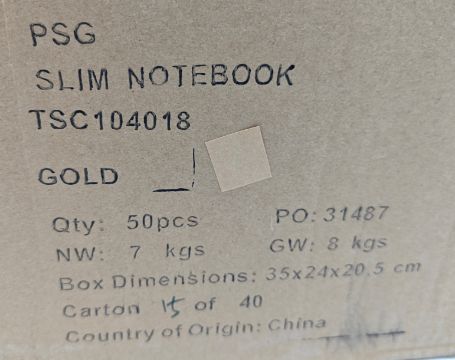 PSG
SLIM NOTEBOOK
TSC104018
GOLD
Qty: 50pcs PO: 31487
NW: 7 kgs GW: 8 kgs
Box Dimensions: 35x24x20.5 cm
Carton 15 of 40
Country of Origin: China